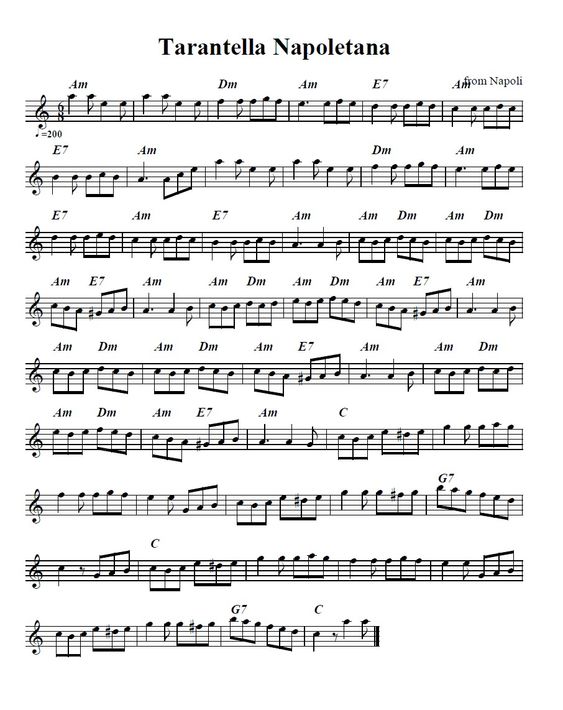 Tarantella Napoletana
from Napoli
Am Dm Am E7 Am
6
8
♩.=200
E7 Am Dm Am
E7 Am E7 Am Am Dm Am Dm
Am E7 Am Am Dm Am Dm Am E7 Am
Am Dm Am Dm Am E7 Am Am Dm
Am Dm Am E7 Am C
G7
C
G7 C